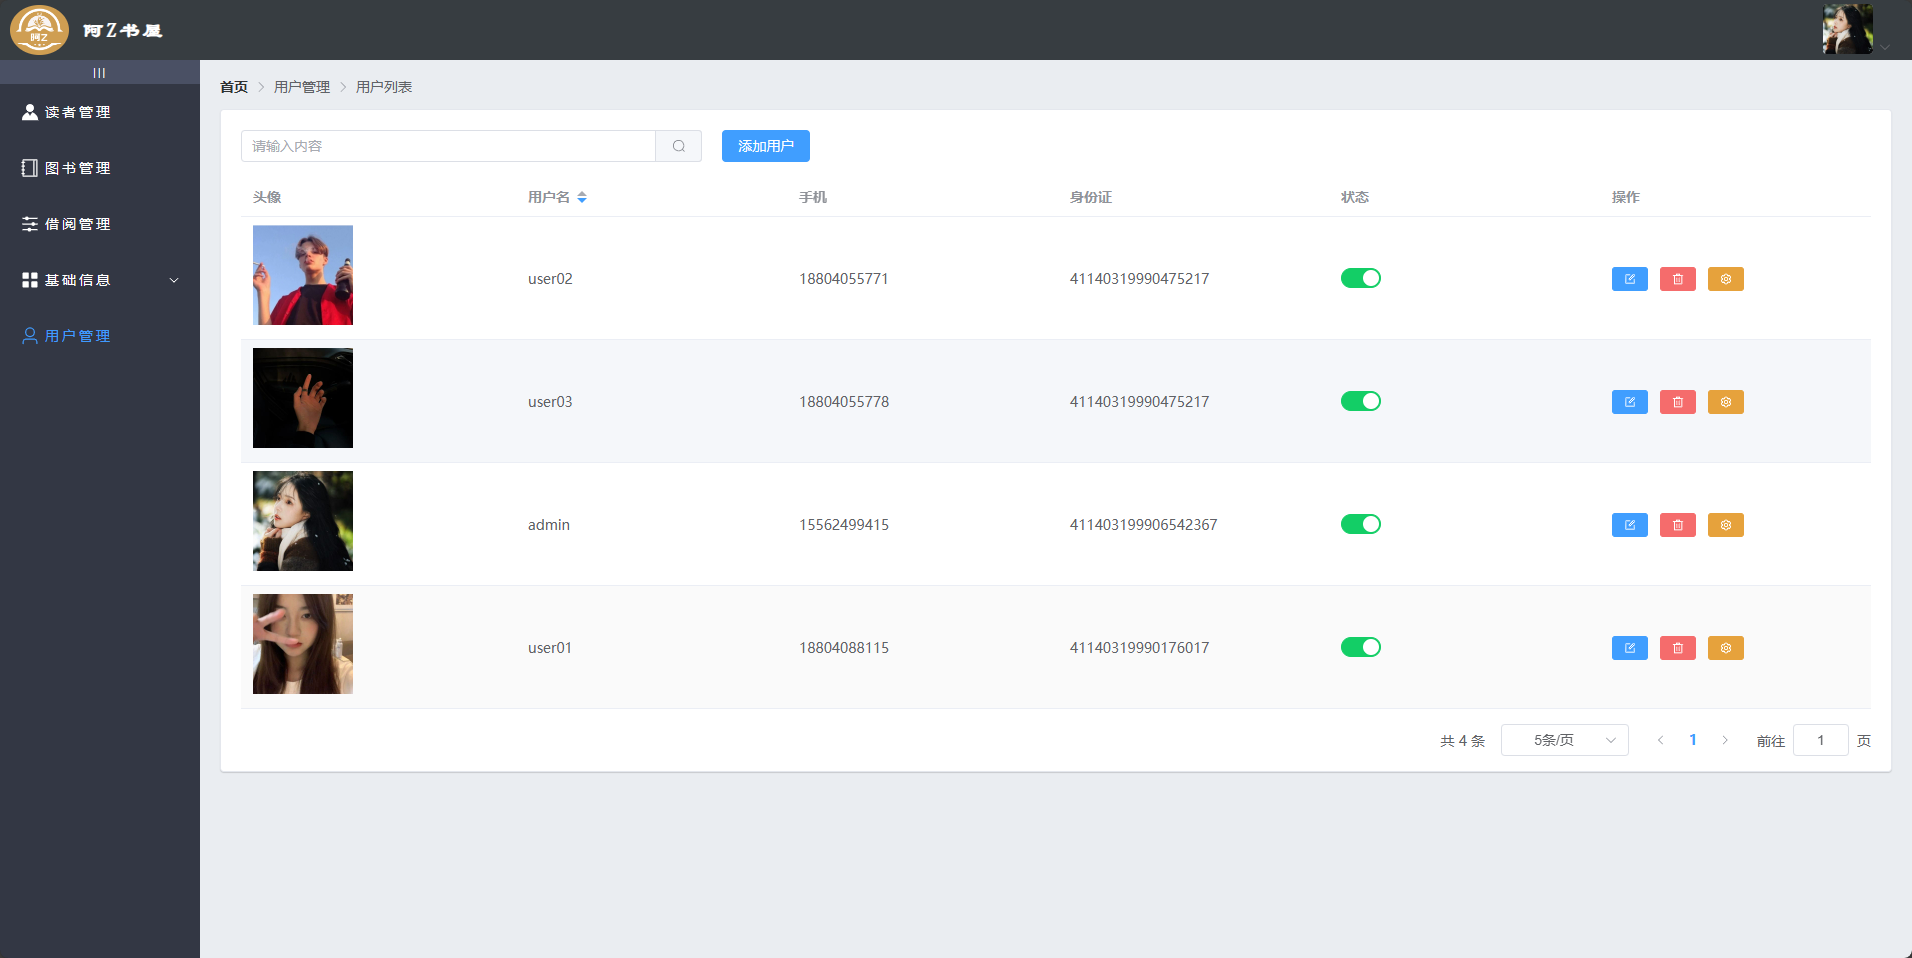 阿Z
阿Z书屋
读者管理
图书管理
借阅管理
基础信息
用户管理
首页 > 用户管理 > 用户列表
请输入内容
添加用户
头像 用户名 手机 身份证 状态 操作
user02 18804055771 41140319990475217
user03 18804055778 41140319990475217
admin 15562499415 411403199906542367
user01 18804088115 41140319990176017
共 4 条 5条/页 < 1 > 前往 1 页